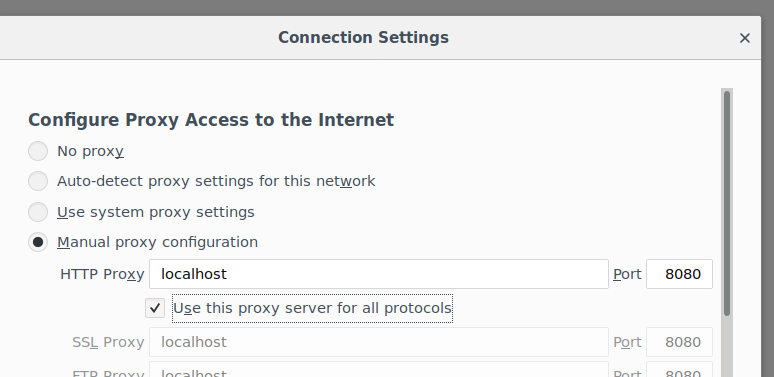 Connection Settings
Configure Proxy Access to the Internet
No proxy
Auto-detect proxy settings for this network
Use system proxy settings
Manual proxy configuration
HTTP Proxy localhost Port 8080
Use this proxy server for all protocols
SSL Proxy localhost Port 8080
FTP Proxy localhost Port 8080